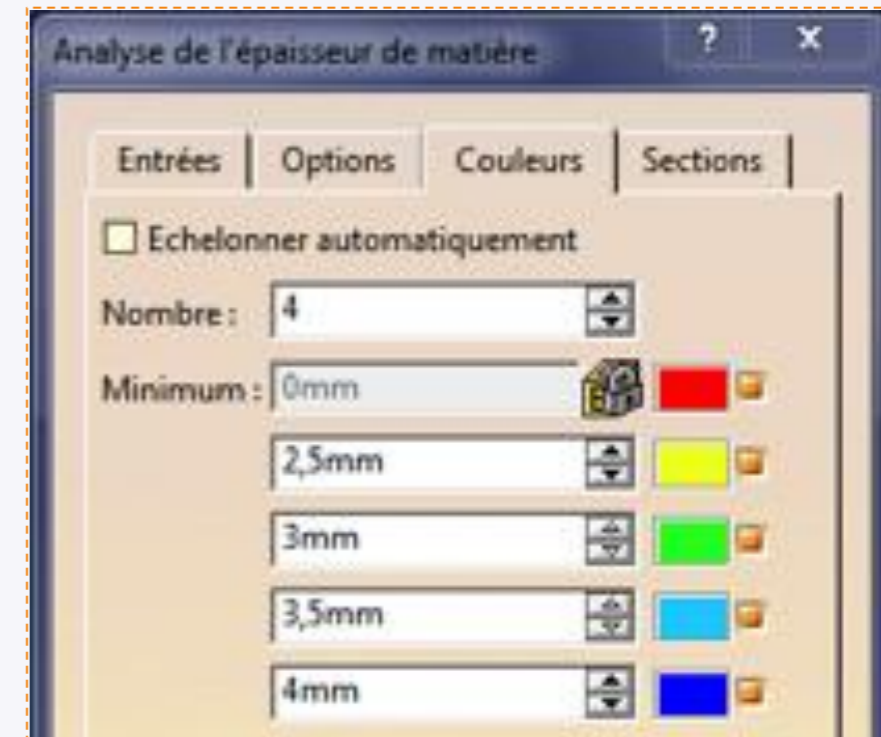 Analyse de l'épaisseur de matière ? x
Entrées Options Couleurs Sections
Echelonner automatiquement
Nombre : 4
Minimum : 0mm
2,5mm
3mm
3,5mm
4mm